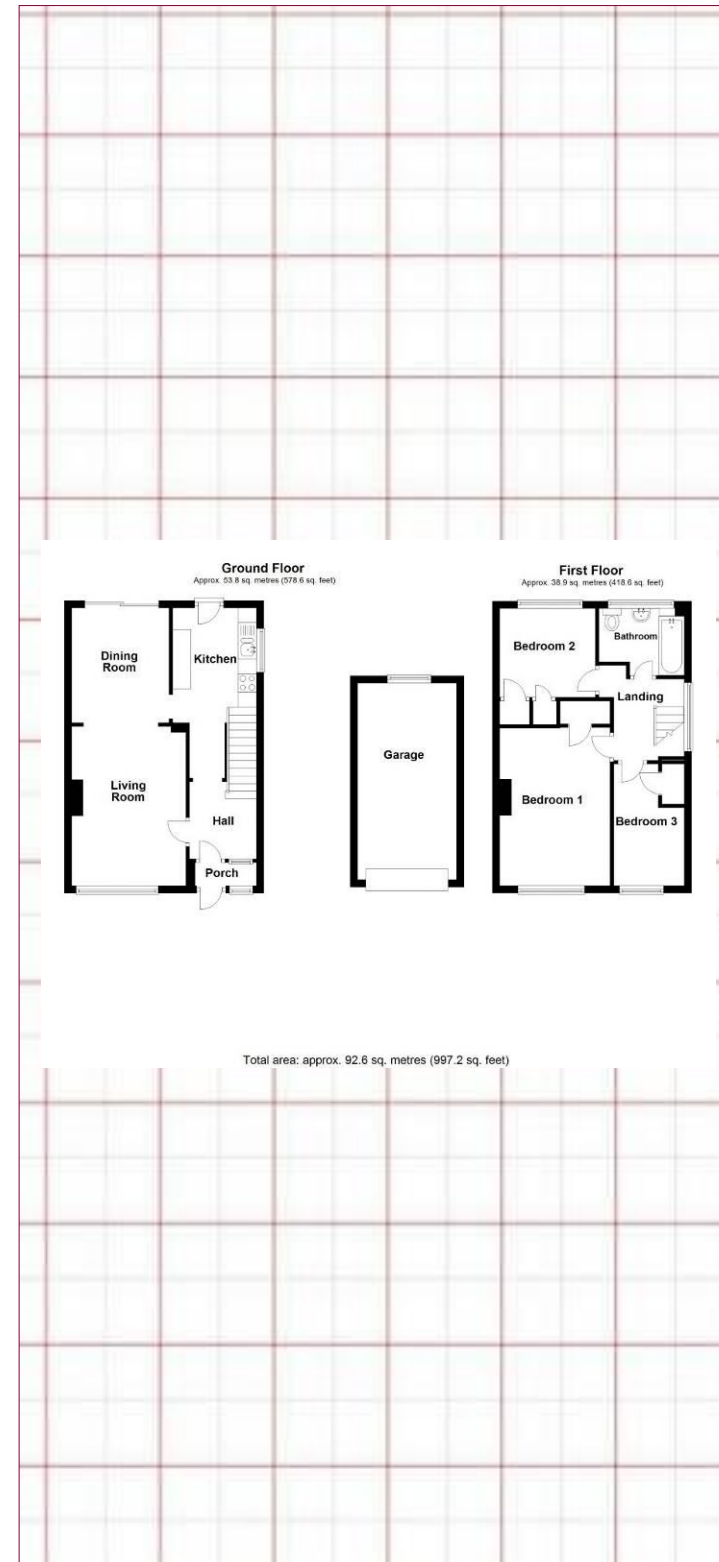 Ground Floor
Approx. 53.8 sq. metres (578.6 sq. feet)
Dining
Room
Kitchen
Living
Room
Hall
Porch
Garage
First Floor
Approx. 38.9 sq. metres (418.6 sq. feet)
Bedroom 2
Bathroom
Landing
Bedroom 1
Bedroom 3
Total area: approx. 92.6 sq. metres (997.2 sq. feet)